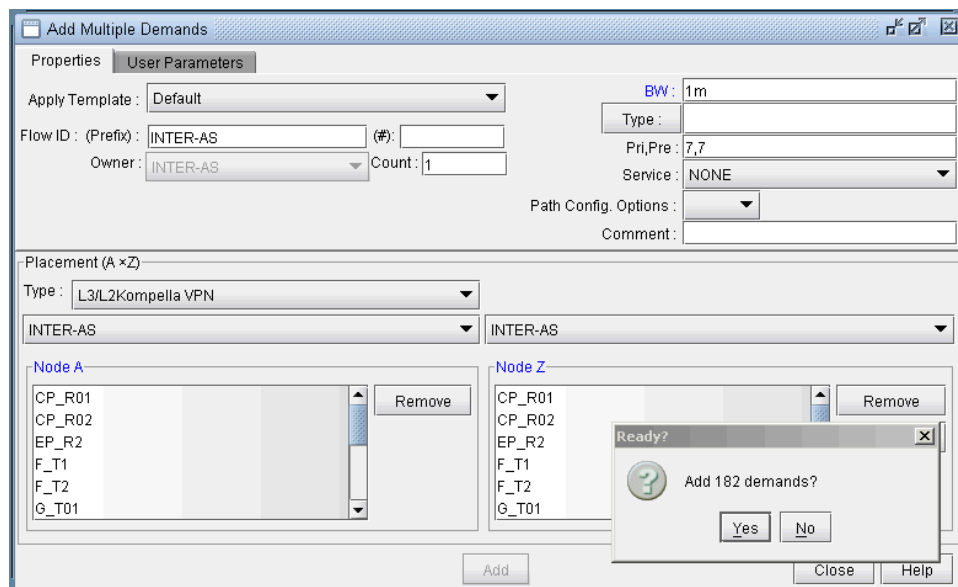 Add Multiple Demands
Properties
User Parameters
Apply Template : Default
Flow ID : (Prefix) : INTER-AS (#):
Owner : INTER-AS Count : 1
BW : 1m
Type :
Pri,Pre : 7,7
Service : NONE
Path Config. Options :
Comment :
Placement (A ×Z)
Type : L3/L2Kompella VPN
INTER-AS INTER-AS
Node A
CP_R01
CP_R02
EP_R2
F_T1
F_T2
G_T01
Remove
Node Z
CP_R01
CP_R02
EP_R2
F_T1
F_T2
G_T01
Remove
Ready?
Add 182 demands?
Yes No
Add Close Help